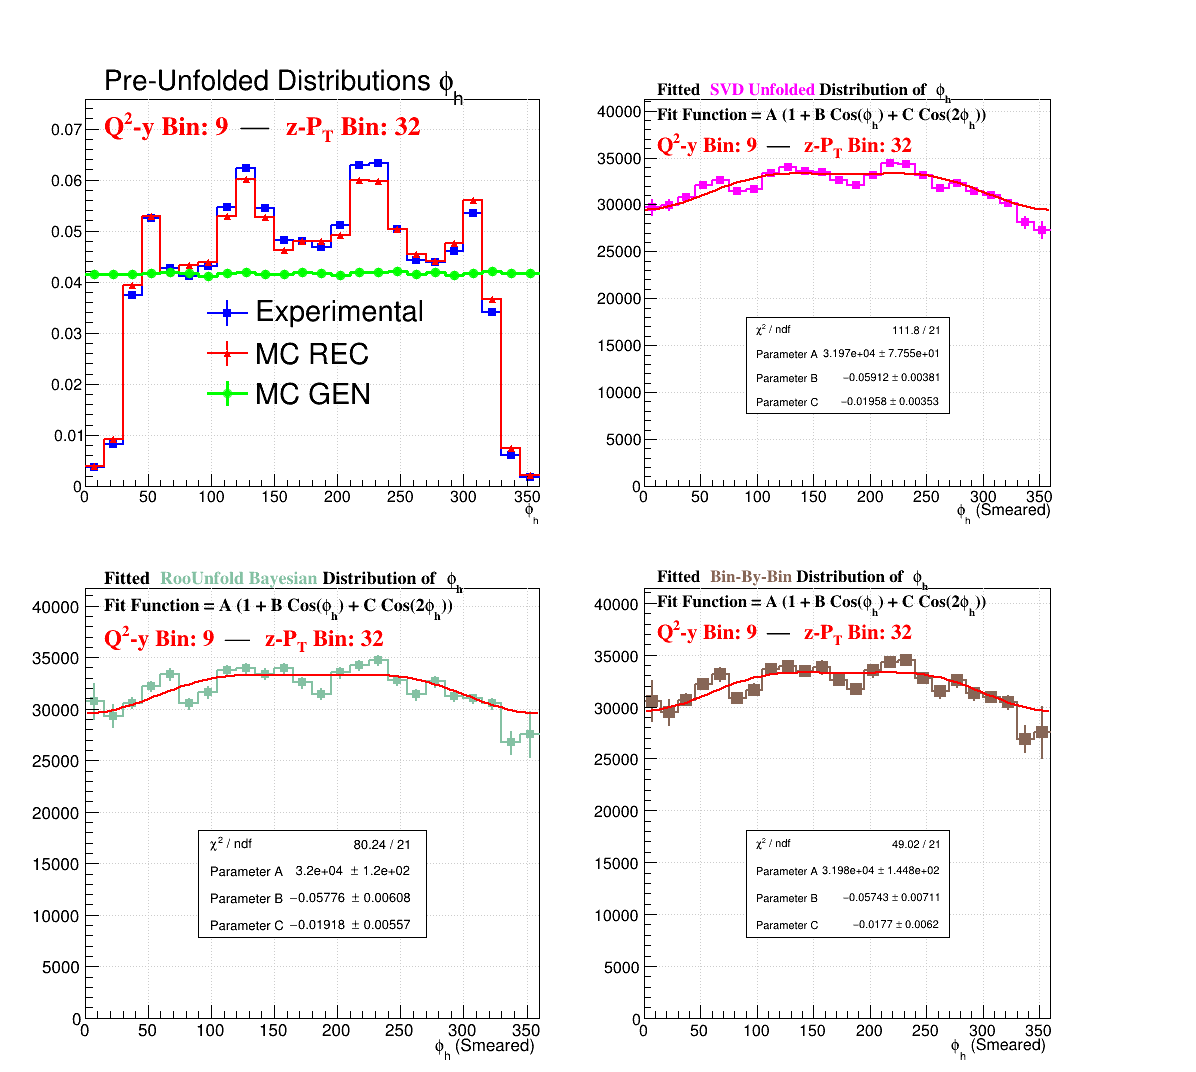 Pre-Unfolded Distributions ϕh
Q²-y Bin: 9 — z-PT Bin: 32
0.07
0.06
0.05
0.04
0.03
0.02
0.01
0
Experimental
MC REC
MC GEN
0 50 100 150 200 250 300 350
ϕh
Fitted SVD Unfolded Distribution of ϕh
Fit Function = A (1 + B Cos(ϕh) + C Cos(2ϕh))
Q²-y Bin: 9 — z-PT Bin: 32
40000
35000
30000
25000
20000
15000
10000
5000
0
χ² / ndf 111.8 / 21
Parameter A 3.197e+04 ± 7.755e+01
Parameter B −0.05912 ± 0.00381
Parameter C −0.01958 ± 0.00353
0 50 100 150 200 250 300 350
ϕh (Smeared)
Fitted RooUnfold Bayesian Distribution of ϕh
Fit Function = A (1 + B Cos(ϕh) + C Cos(2ϕh))
Q²-y Bin: 9 — z-PT Bin: 32
40000
35000
30000
25000
20000
15000
10000
5000
0
χ² / ndf 80.24 / 21
Parameter A 3.2e+04 ± 1.2e+02
Parameter B −0.05776 ± 0.00608
Parameter C −0.01918 ± 0.00557
0 50 100 150 200 250 300 350
ϕh (Smeared)
Fitted Bin-By-Bin Distribution of ϕh
Fit Function = A (1 + B Cos(ϕh) + C Cos(2ϕh))
Q²-y Bin: 9 — z-PT Bin: 32
40000
35000
30000
25000
20000
15000
10000
5000
0
χ² / ndf 49.02 / 21
Parameter A 3.198e+04 ± 1.448e+02
Parameter B −0.05743 ± 0.00711
Parameter C −0.0177 ± 0.0062
0 50 100 150 200 250 300 350
ϕh (Smeared)